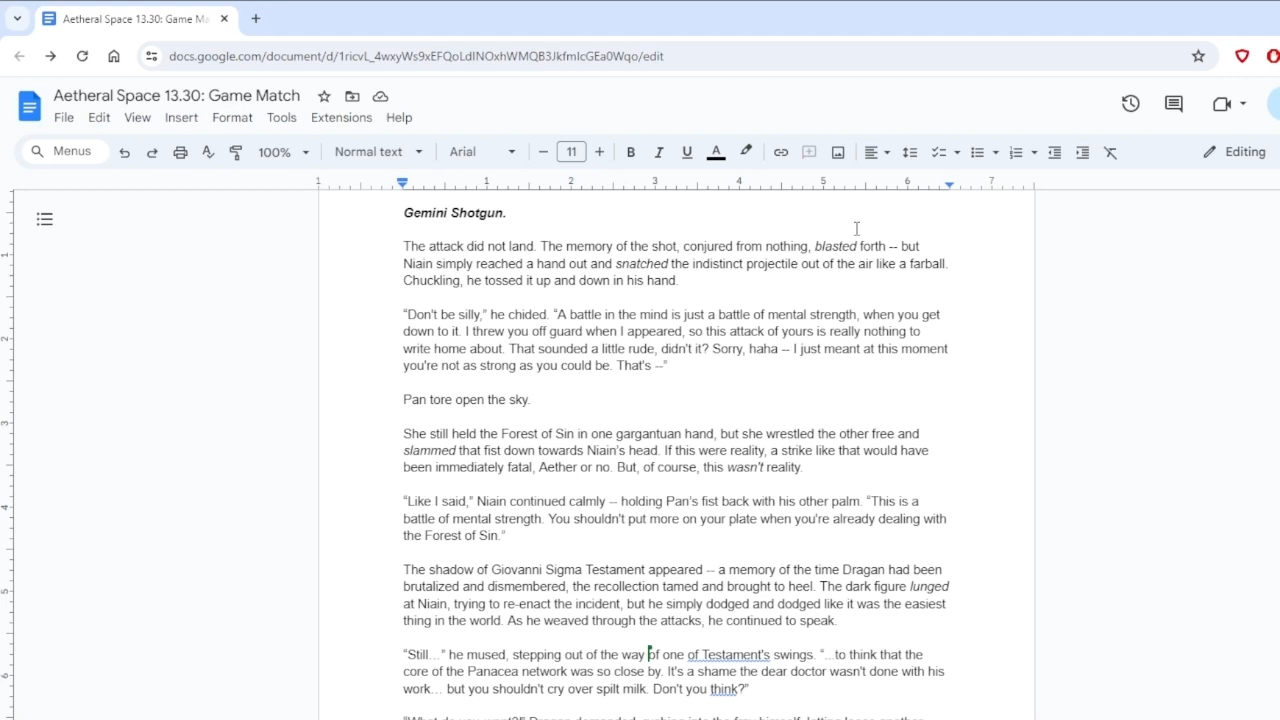 Aetheral Space 13.30: Game Ma
docs.google.com/document/d/1ricvL_4wxyWs9xEFQoLdINOxhWMQB3JkfmIcGEa0Wqo/edit
Aetheral Space 13.30: Game Match
File Edit View Insert Format Tools Extensions Help
Menus 100% Normal text Arial 11 Editing
1 1 2 3 4 5 6 7
Gemini Shotgun.
The attack did not land. The memory of the shot, conjured from nothing, blasted forth -- but
Niain simply reached a hand out and snatched the indistinct projectile out of the air like a farball.
Chuckling, he tossed it up and down in his hand.
“Don't be silly,” he chided. “A battle in the mind is just a battle of mental strength, when you get
down to it. I threw you off guard when I appeared, so this attack of yours is really nothing to
write home about. That sounded a little rude, didn't it? Sorry, haha -- I just meant at this moment
you're not as strong as you could be. That's --”
Pan tore open the sky.
She still held the Forest of Sin in one gargantuan hand, but she wrestled the other free and
slammed that fist down towards Niain’s head. If this were reality, a strike like that would have
been immediately fatal, Aether or no. But, of course, this wasn't reality.
“Like I said,” Niain continued calmly -- holding Pan’s fist back with his other palm. “This is a
battle of mental strength. You shouldn't put more on your plate when you're already dealing with
the Forest of Sin.”
The shadow of Giovanni Sigma Testament appeared -- a memory of the time Dragan had been
brutalized and dismembered, the recollection tamed and brought to heel. The dark figure lunged
at Niain, trying to re-enact the incident, but he simply dodged and dodged like it was the easiest
thing in the world. As he weaved through the attacks, he continued to speak.
“Still…” he mused, stepping out of the way of one of Testament's swings. “...to think that the
core of the Panacea network was so close by. It's a shame the dear doctor wasn't done with his
work… but you shouldn't cry over spilt milk. Don't you think?”
1
2
3
4
5
6